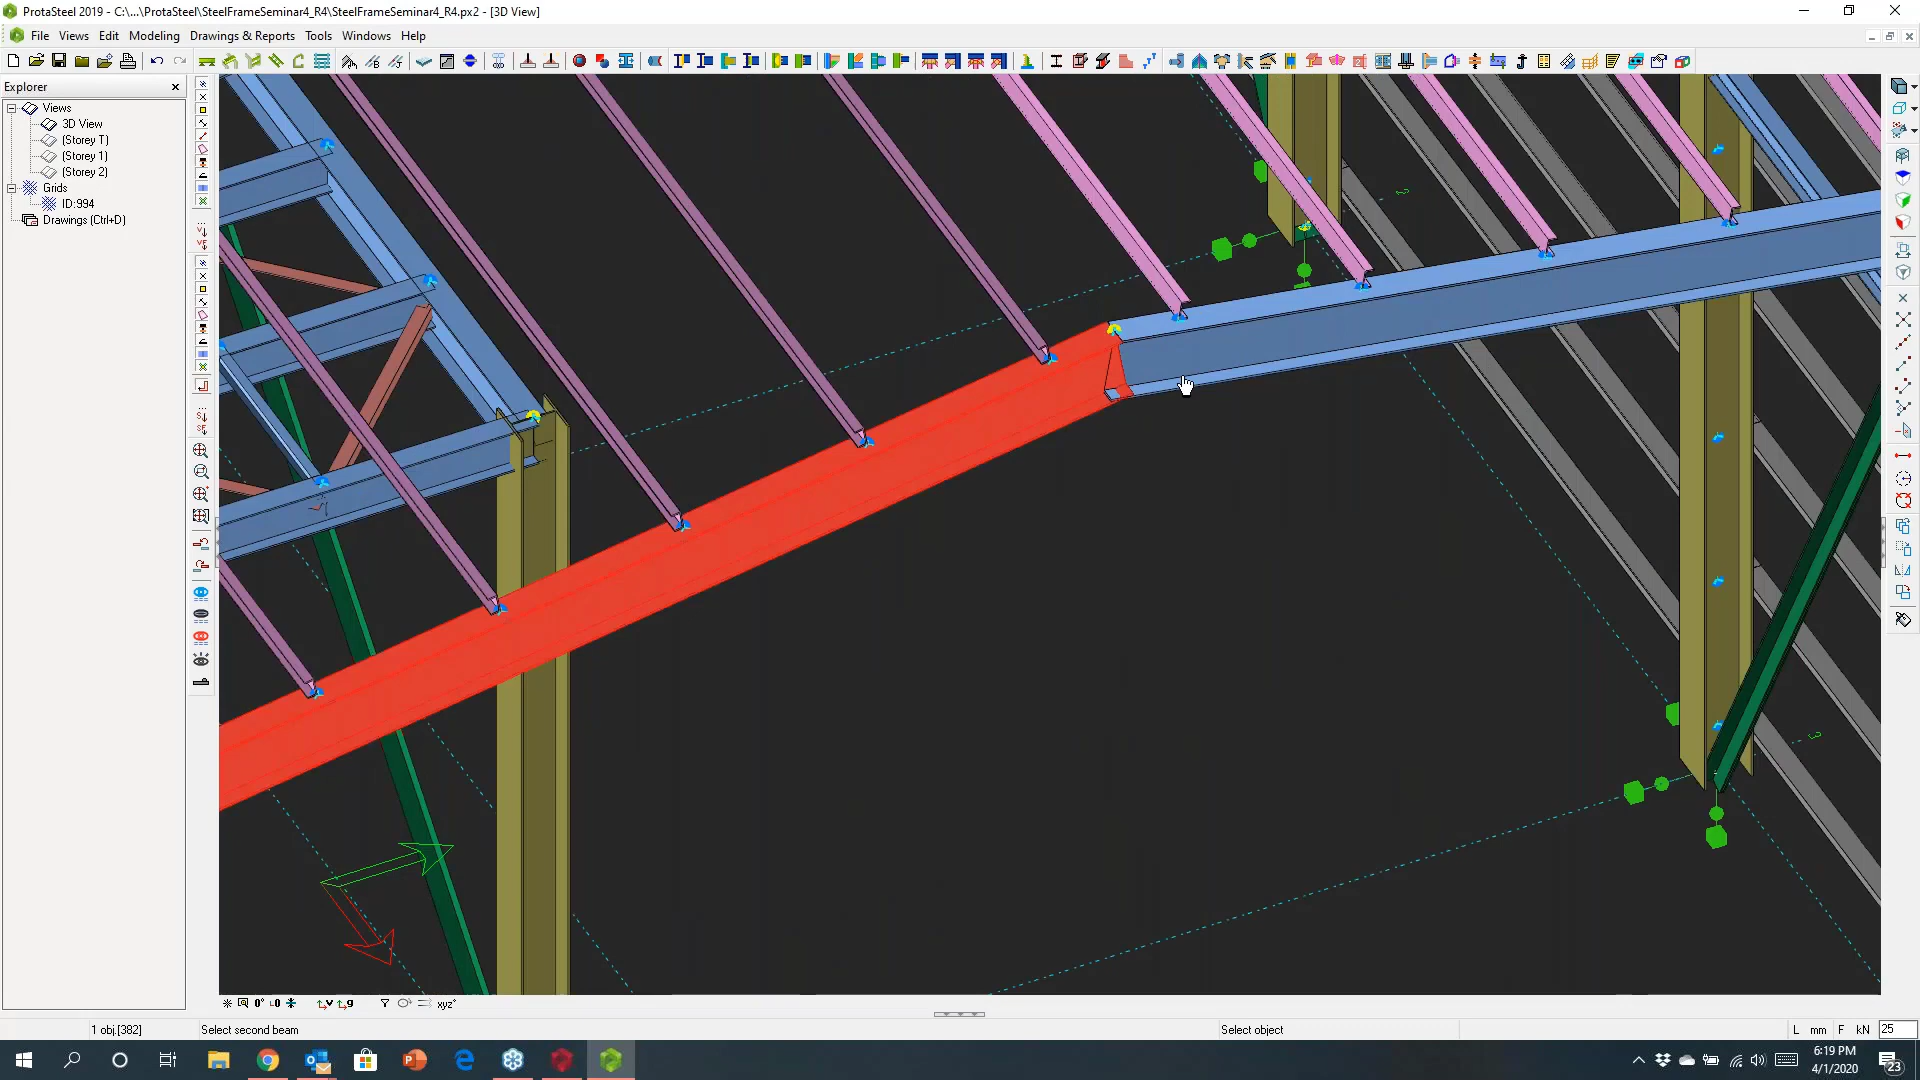 ProtaSteel 2019 - C:\...\ProtaSteel\SteelFrameSeminar4_R4\SteelFrameSeminar4_R4.px2 - [3D View]
File Views Edit Modeling Drawings & Reports Tools Windows Help
Explorer
Views
3D View
(Storey T)
(Storey 1)
(Storey 2)
Grids
ID:994
Drawings (Ctrl+D)
xyz
1 obj.[382] Select second beam Select object L mm F kN 25
6:19 PM
4/1/2020
23